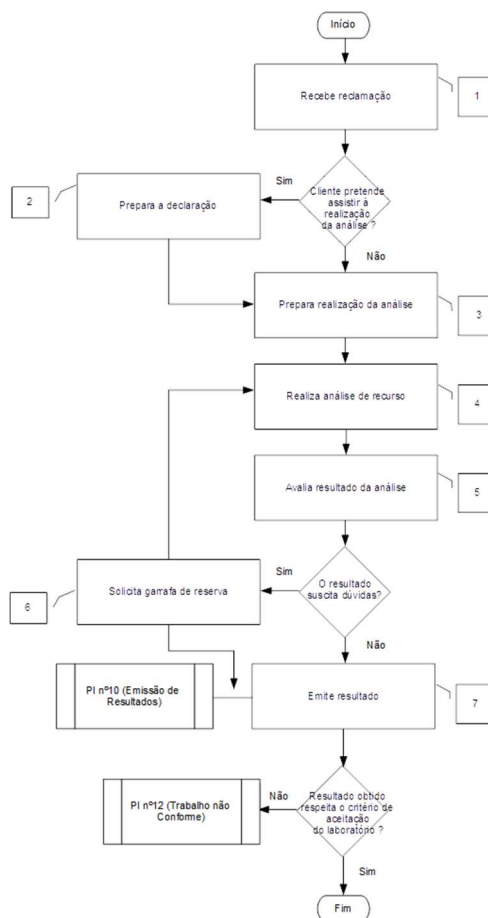 Início
Recebe reclamação
1
Cliente pretende
assistir à
realização
da análise ?
Sim
Prepara a declaração
2
Não
Prepara realização da análise
3
Realiza análise de recurso
4
Avalia resultado da análise
5
O resultado
suscita dúvidas?
Sim
Solicita garrafa de reserva
6
Não
PI nº10 (Emissão de
Resultados)
Emite resultado
7
Resultado obtido
respeita o critério de
aceitação
do laboratório ?
Não
PI nº12 (Trabalho não
Conforme)
Sim
Fim